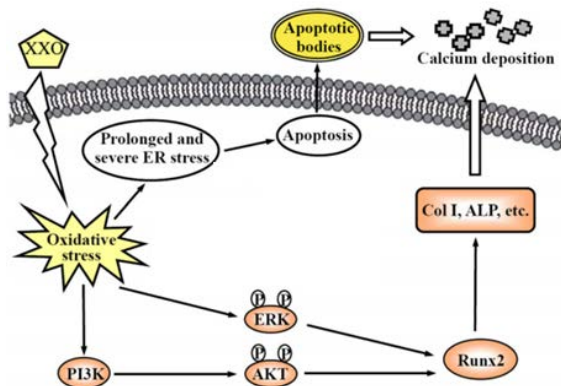 XXO
Apoptotic
bodies
Calcium deposition
Prolonged and
severe ER stress
Apoptosis
Col I, ALP, etc.
Oxidative
stress
P P
ERK
P P
PI3K
AKT
Runx2